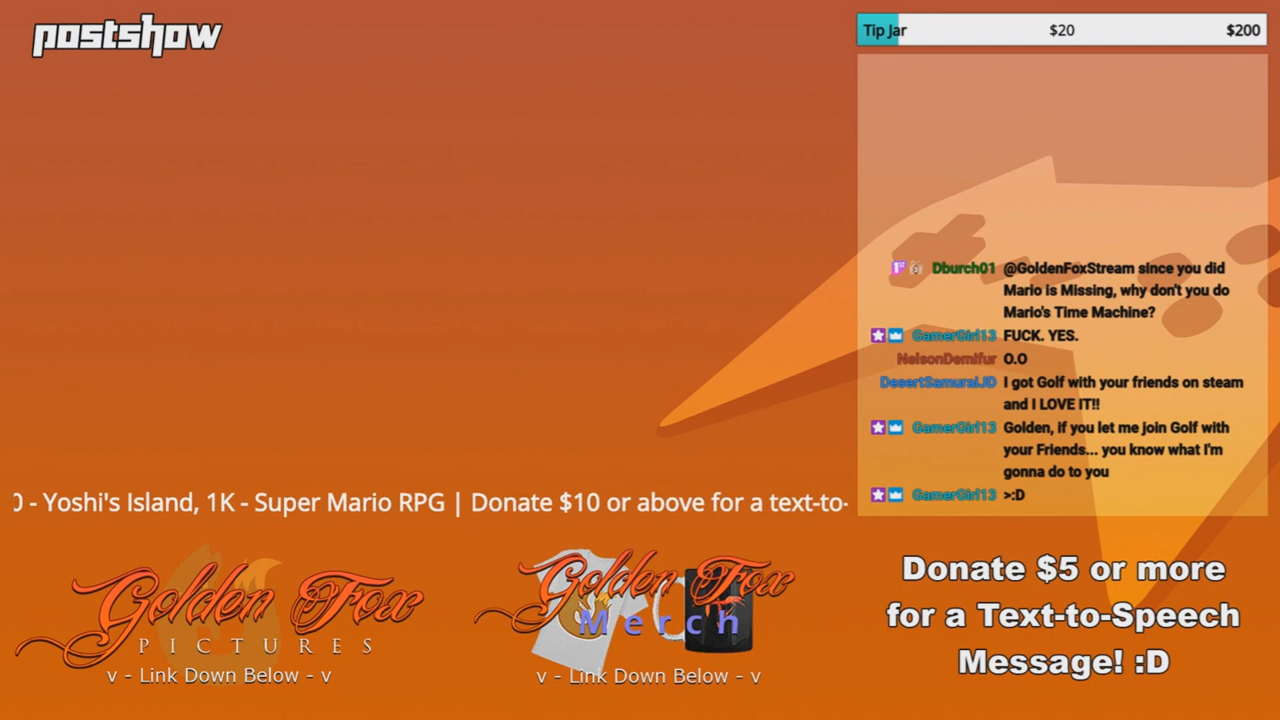 postshow
Tip Jar $20 $200
Dburch01 @GoldenFoxStream since you did
Mario is Missing, why don't you do
Mario's Time Machine?
GamerGirl13 FUCK. YES.
NelsonDemifur O.O
DesertSamuraiJD I got Golf with your friends on steam
and I LOVE IT!!
GamerGirl13 Golden, if you let me join Golf with
your Friends... you know what I'm
gonna do to you
GamerGirl13 >:D
0 - Yoshi's Island, 1K - Super Mario RPG | Donate $10 or above for a text-to-
Golden Fox
PICTURES
v - Link Down Below - v
Golden Fox
Merch
v - Link Down Below - v
Donate $5 or more
for a Text-to-Speech
Message! :D